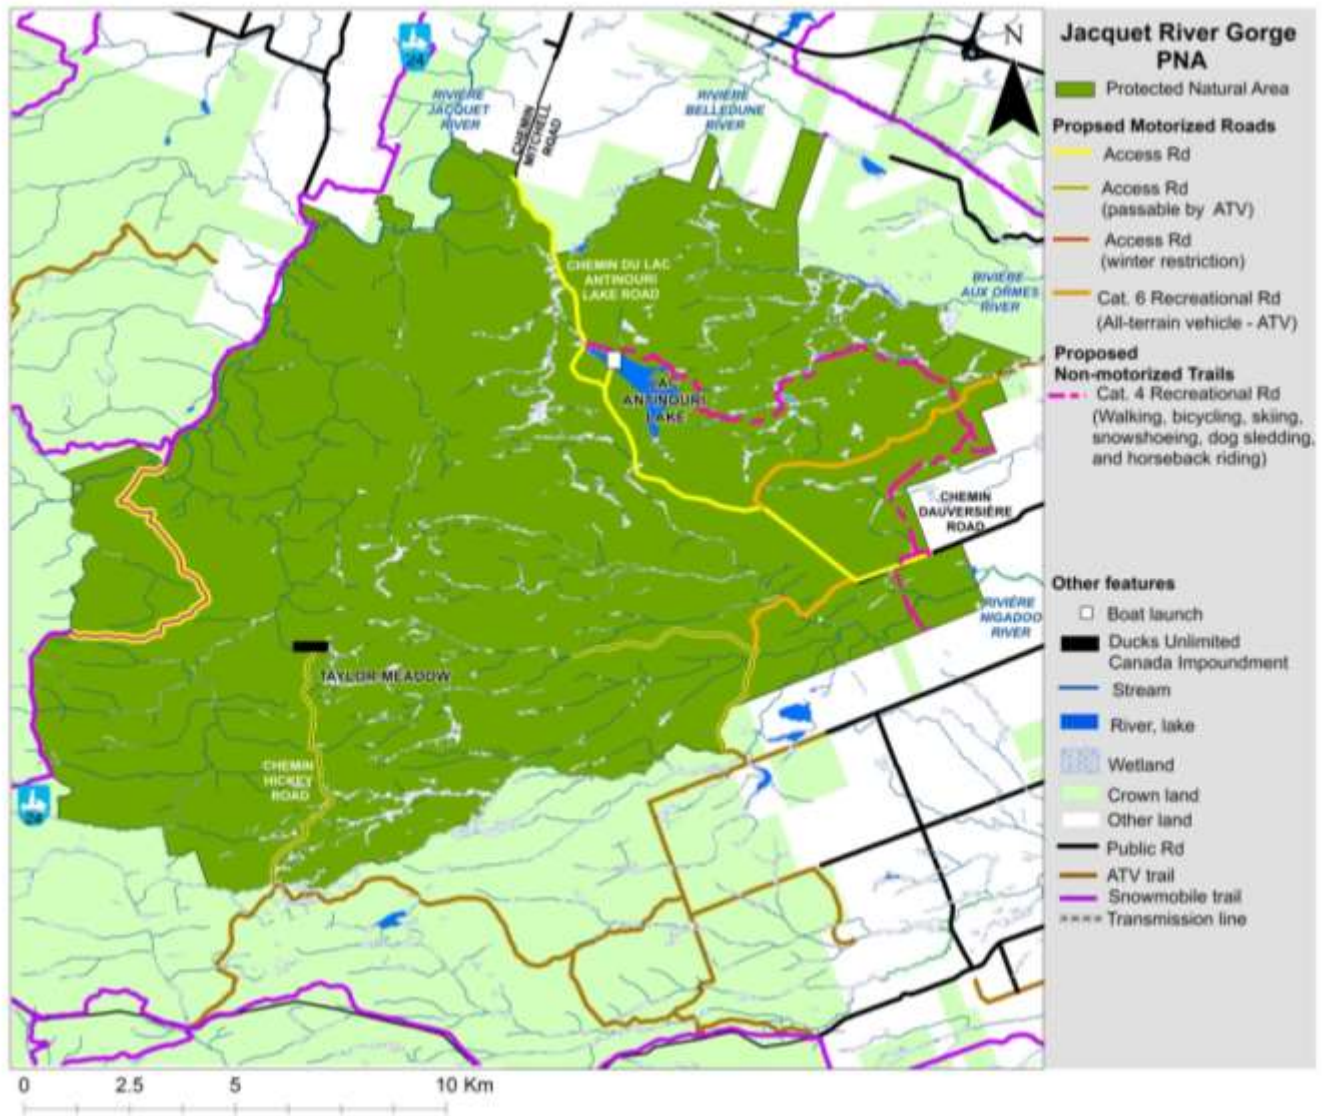 24
RIVIÈRE
JACQUET
RIVER
CHEMIN
MITCHELL
ROAD
RIVIÈRE
BELLEDUNE
RIVER
N
CHEMIN DU LAC
ANTINOURI
LAKE ROAD
RIVIÈRE
AUX ORMES
RIVER
ANTINOURI
LAKE
CHEMIN
DAUVERSIÈRE
ROAD
RIVIÈRE
NIGADOO
RIVER
TAYLOR MEADOW
CHEMIN
HICKEY
ROAD
24
0 2.5 5 10 Km
Jacquet River Gorge
PNA
Protected Natural Area
Propsed Motorized Roads
Access Rd
Access Rd
(passable by ATV)
Access Rd
(winter restriction)
Cat. 6 Recreational Rd
(All-terrain vehicle - ATV)
Proposed
Non-motorized Trails
Cat. 4 Recreational Rd
(Walking, bicycling, skiing,
snowshoeing, dog sledding,
and horseback riding)
Other features
Boat launch
Ducks Unlimited
Canada Impoundment
Stream
River, lake
Wetland
Crown land
Other land
Public Rd
ATV trail
Snowmobile trail
Transmission line